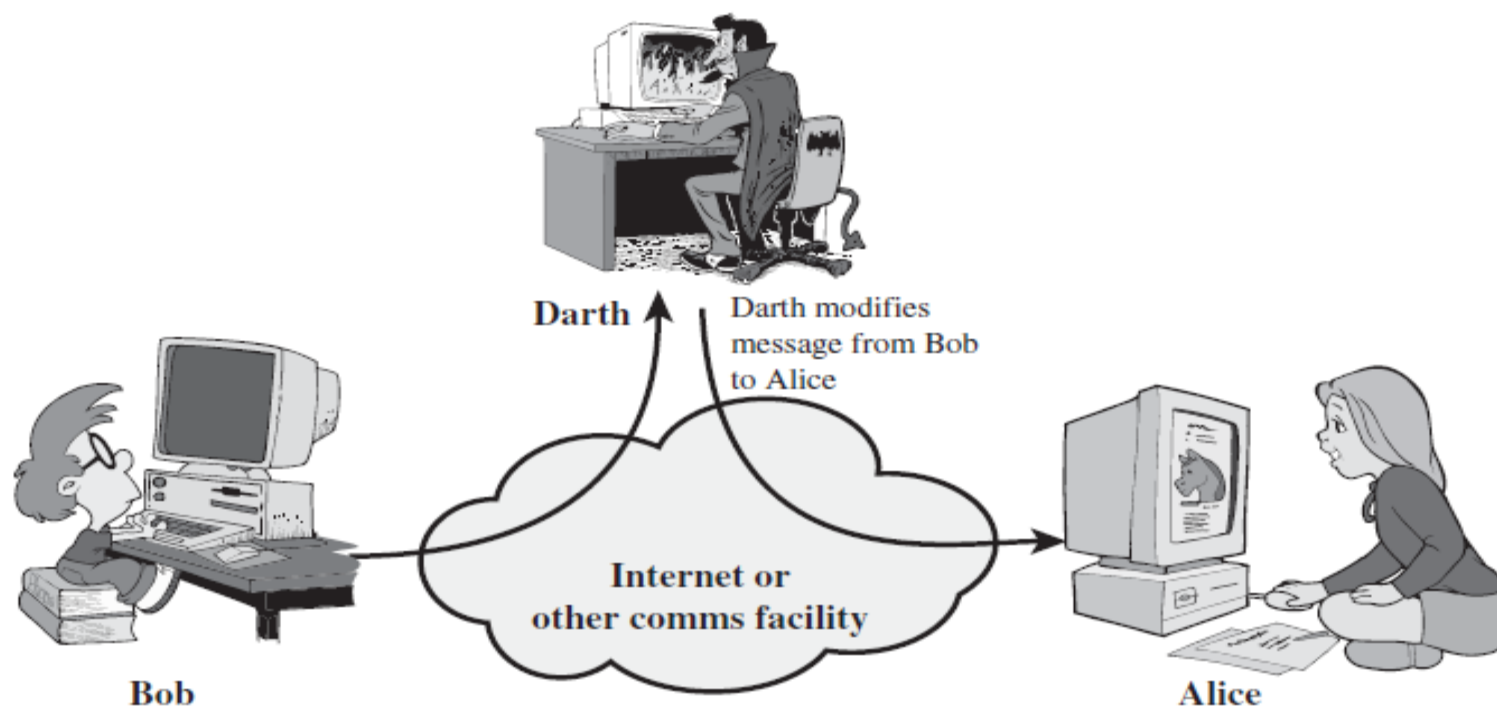 Darth
Darth modifies
message from Bob
to Alice
Internet or
other comms facility
Bob
Alice